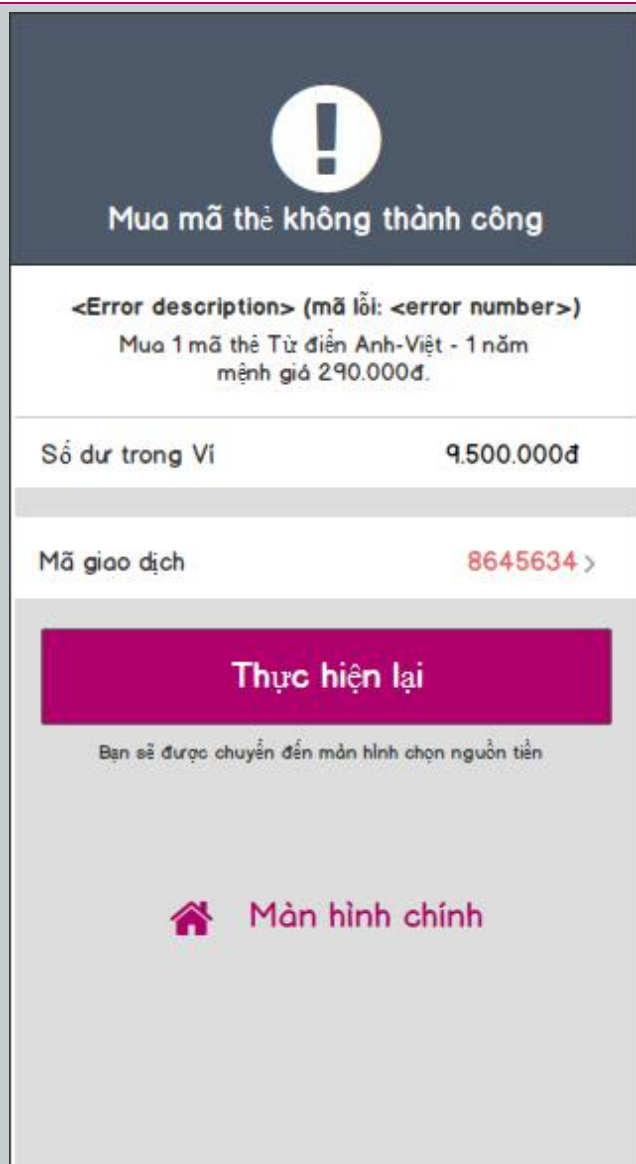 Mua mã thẻ không thành công
<Error description> (mã lỗi: <error number>)
Mua 1 mã thẻ Từ điển Anh-Việt - 1 năm
mệnh giá 290.000đ.
Số dư trong Ví 9.500.000đ
Mã giao dịch 8645634 >
Thực hiện lại
Bạn sẽ được chuyển đến màn hình chọn nguồn tiền
Màn hình chính